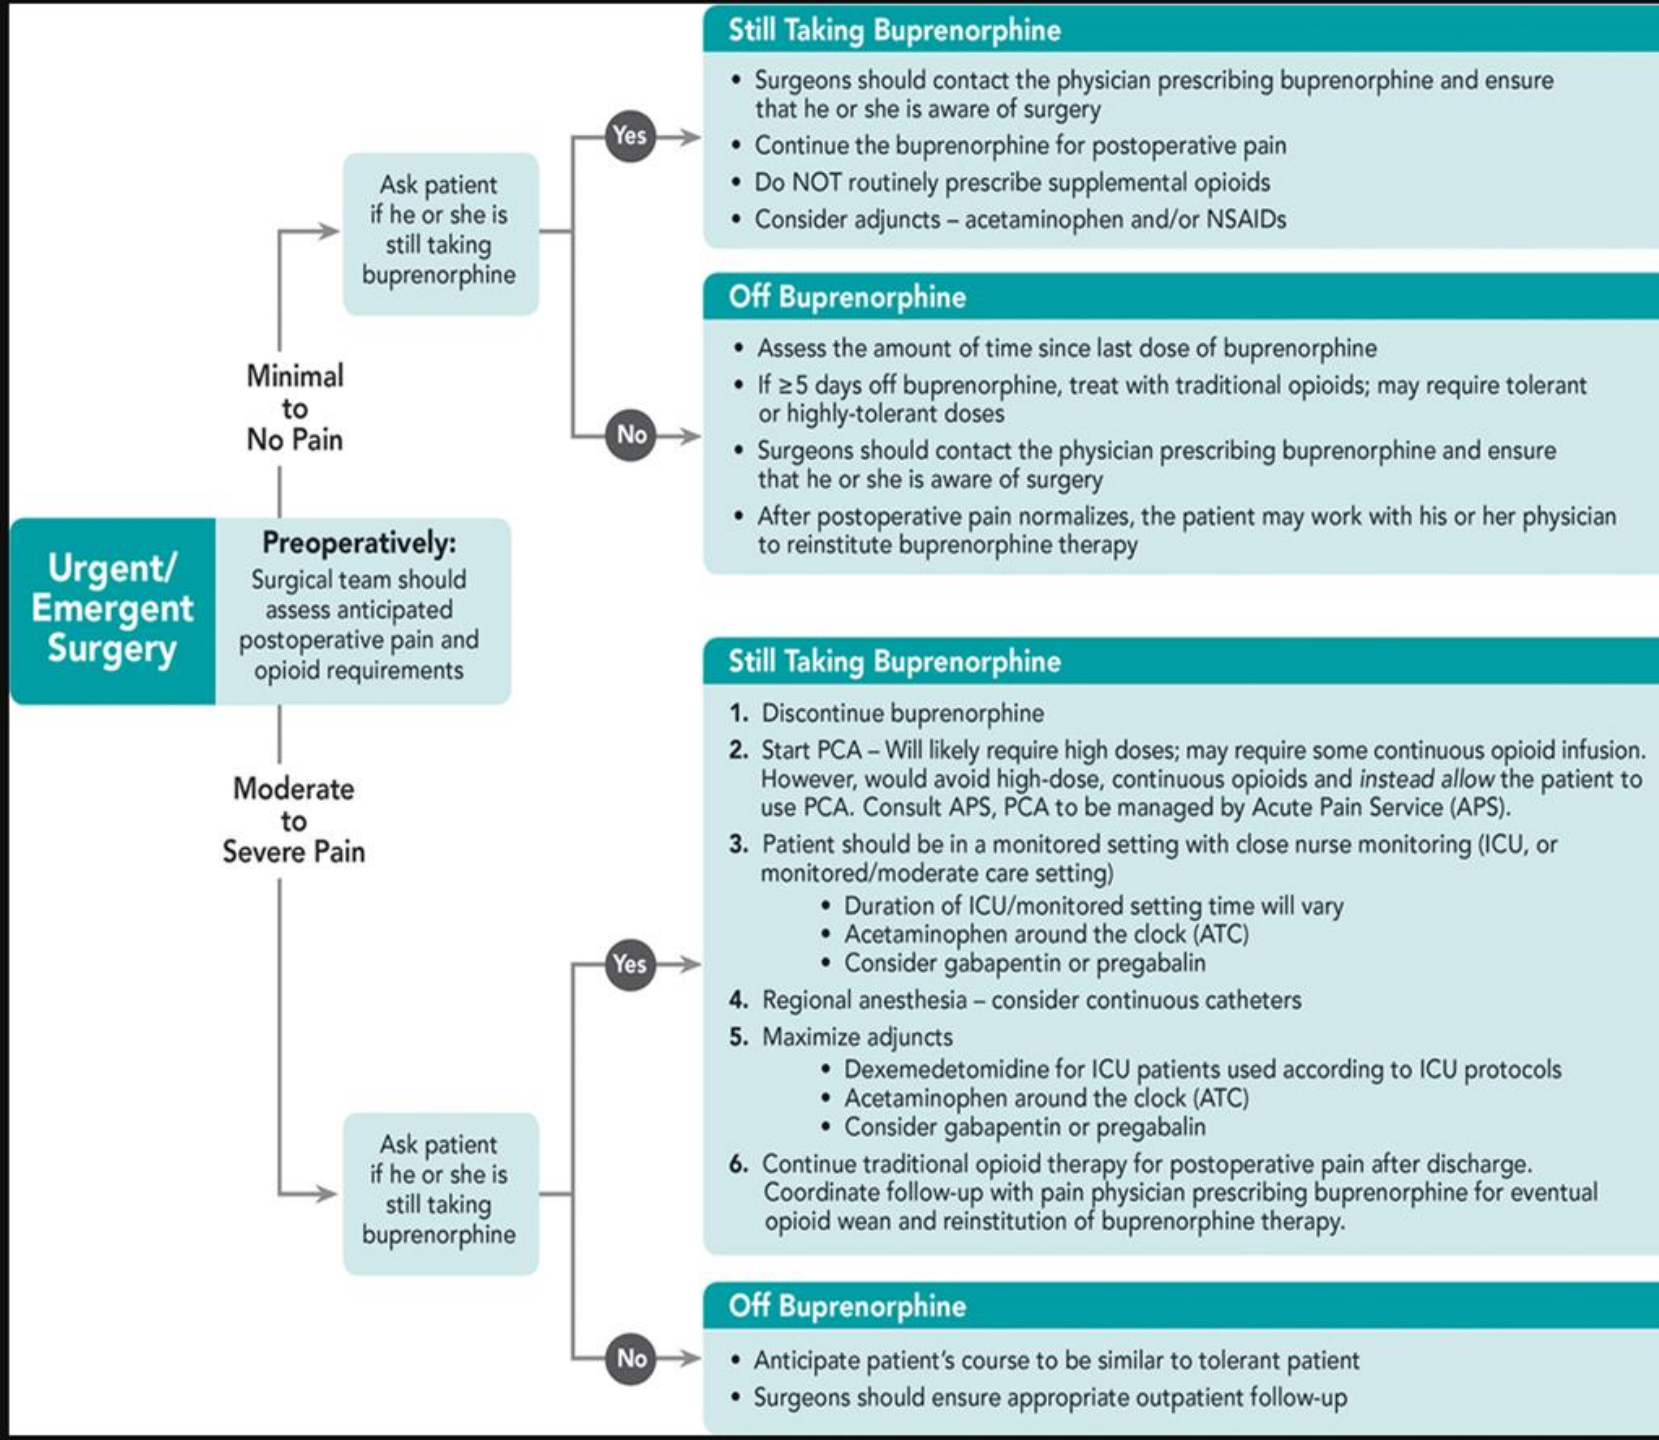 Urgent/
Emergent
Surgery
Preoperatively:
Surgical team should
assess anticipated
postoperative pain and
opioid requirements
Minimal
to
No Pain
Ask patient
if he or she is
still taking
buprenorphine
Yes
Still Taking Buprenorphine
• Surgeons should contact the physician prescribing buprenorphine and ensure
that he or she is aware of surgery
• Continue the buprenorphine for postoperative pain
• Do NOT routinely prescribe supplemental opioids
• Consider adjuncts – acetaminophen and/or NSAIDs
No
Off Buprenorphine
• Assess the amount of time since last dose of buprenorphine
• If ≥5 days off buprenorphine, treat with traditional opioids; may require tolerant
or highly-tolerant doses
• Surgeons should contact the physician prescribing buprenorphine and ensure
that he or she is aware of surgery
• After postoperative pain normalizes, the patient may work with his or her physician
to reinstitute buprenorphine therapy
Moderate
to
Severe Pain
Ask patient
if he or she is
still taking
buprenorphine
Yes
Still Taking Buprenorphine
1. Discontinue buprenorphine
2. Start PCA – Will likely require high doses; may require some continuous opioid infusion.
However, would avoid high-dose, continuous opioids and instead allow the patient to
use PCA. Consult APS, PCA to be managed by Acute Pain Service (APS).
3. Patient should be in a monitored setting with close nurse monitoring (ICU, or
monitored/moderate care setting)
• Duration of ICU/monitored setting time will vary
• Acetaminophen around the clock (ATC)
• Consider gabapentin or pregabalin
4. Regional anesthesia – consider continuous catheters
5. Maximize adjuncts
• Dexemedetomidine for ICU patients used according to ICU protocols
• Acetaminophen around the clock (ATC)
• Consider gabapentin or pregabalin
6. Continue traditional opioid therapy for postoperative pain after discharge.
Coordinate follow-up with pain physician prescribing buprenorphine for eventual
opioid wean and reinstitution of buprenorphine therapy.
No
Off Buprenorphine
• Anticipate patient's course to be similar to tolerant patient
• Surgeons should ensure appropriate outpatient follow-up